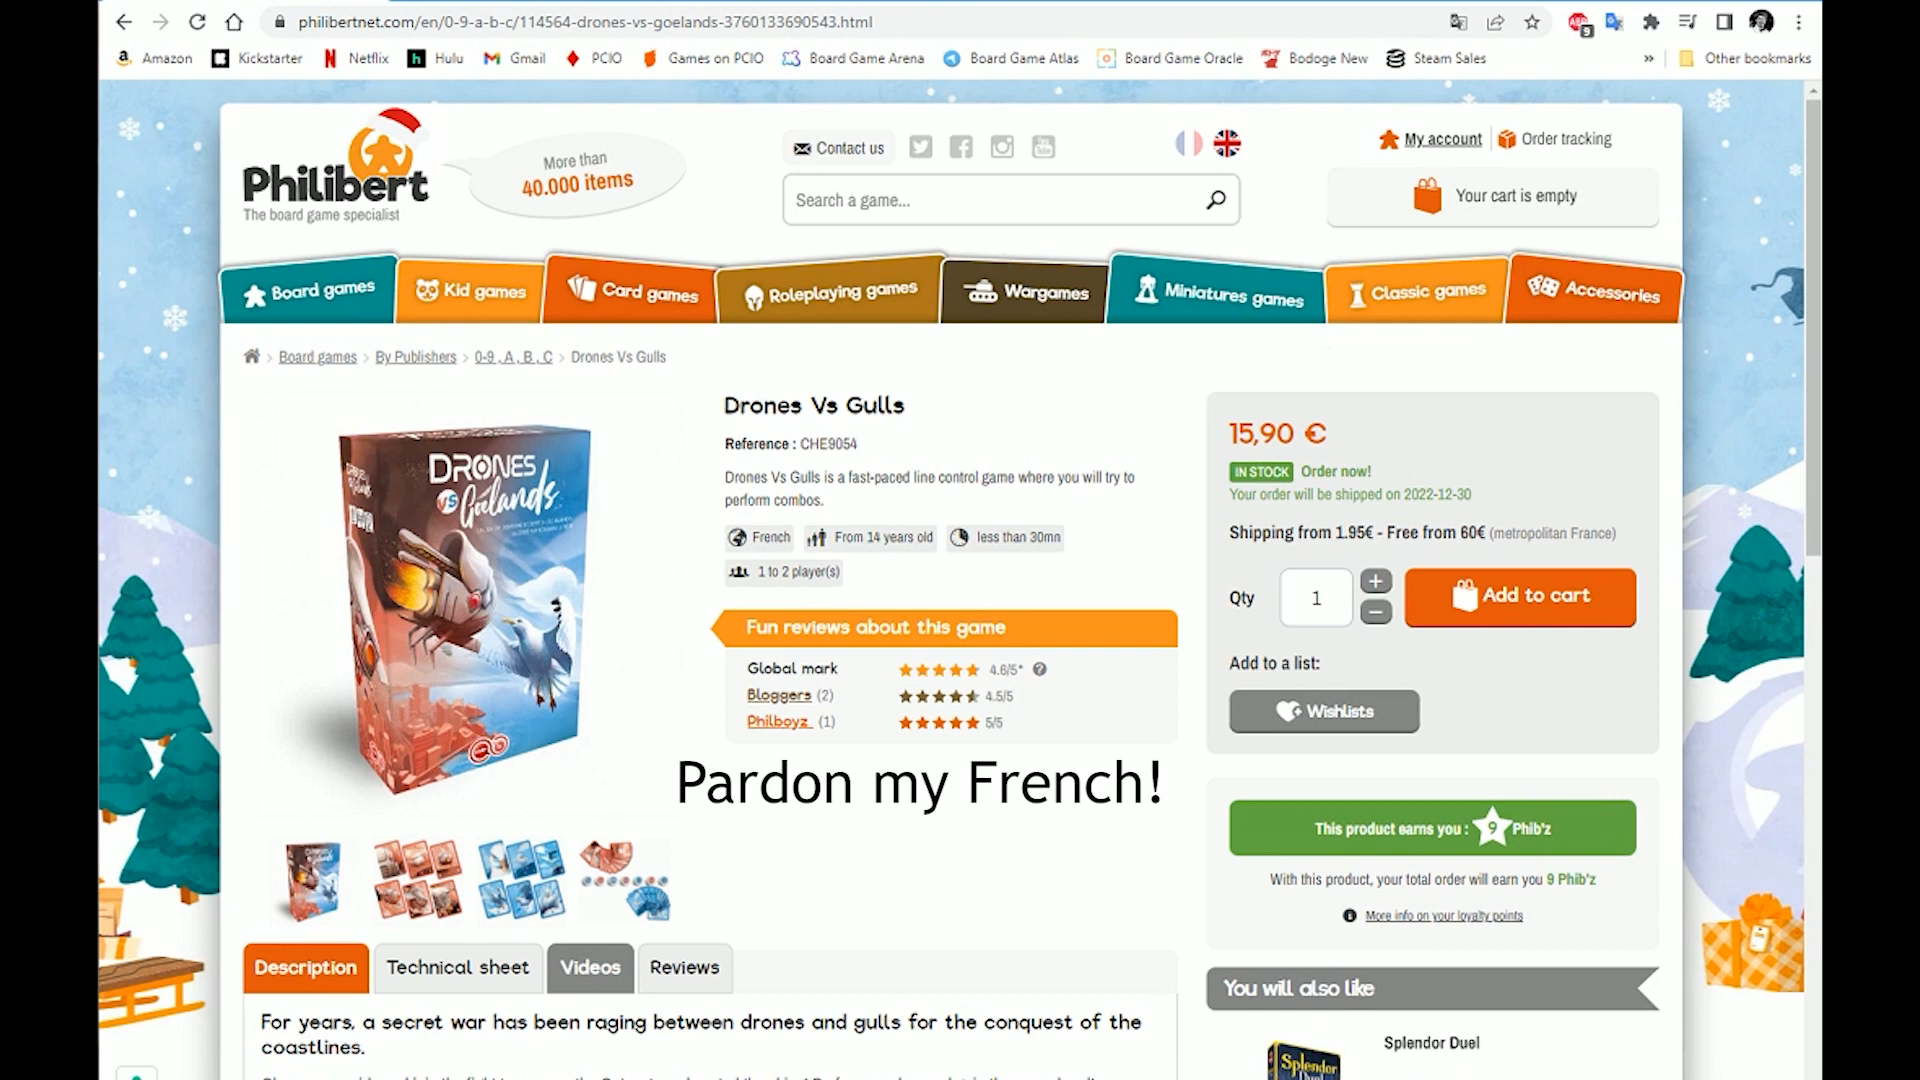 philibertnet.com/en/0-9-a-b-c/114564-drones-vs-goelands-3760133690543.html
9
Amazon
Kickstarter
Netflix
Hulu
Gmail
PCIO
Games on PCIO
Board Game Arena
Board Game Atlas
Board Game Oracle
Bodoge New
Steam Sales
»
Other bookmarks
Philibert
The board game specialist
More than
40.000 items
Contact us
My account
Order tracking
Search a game...
Your cart is empty
Board games
Kid games
Card games
Roleplaying games
Wargames
Miniatures games
Classic games
Accessories
> Board games > By Publishers > 0-9 , A , B , C > Drones Vs Gulls
DRONES
VS Goélands
Drones Vs Gulls
Reference : CHE9054
Drones Vs Gulls is a fast-paced line control game where you will try to
perform combos.
French
From 14 years old
less than 30mn
1 to 2 player(s)
Fun reviews about this game
Global mark 4.6/5*
Bloggers (2) 4.5/5
Philboyz (1) 5/5
15,90 €
IN STOCK Order now!
Your order will be shipped on 2022-12-30
Shipping from 1.95€ - Free from 60€ (metropolitan France)
Qty
1
+
−
Add to cart
Add to a list:
Wishlists
Pardon my French!
This product earns you : 9 Phib'z
With this product, your total order will earn you 9 Phib'z
More info on your loyalty points
Description
Technical sheet
Videos
Reviews
For years, a secret war has been raging between drones and gulls for the conquest of the
coastlines.
You will also like
Splendor Duel
Splendor
Duel